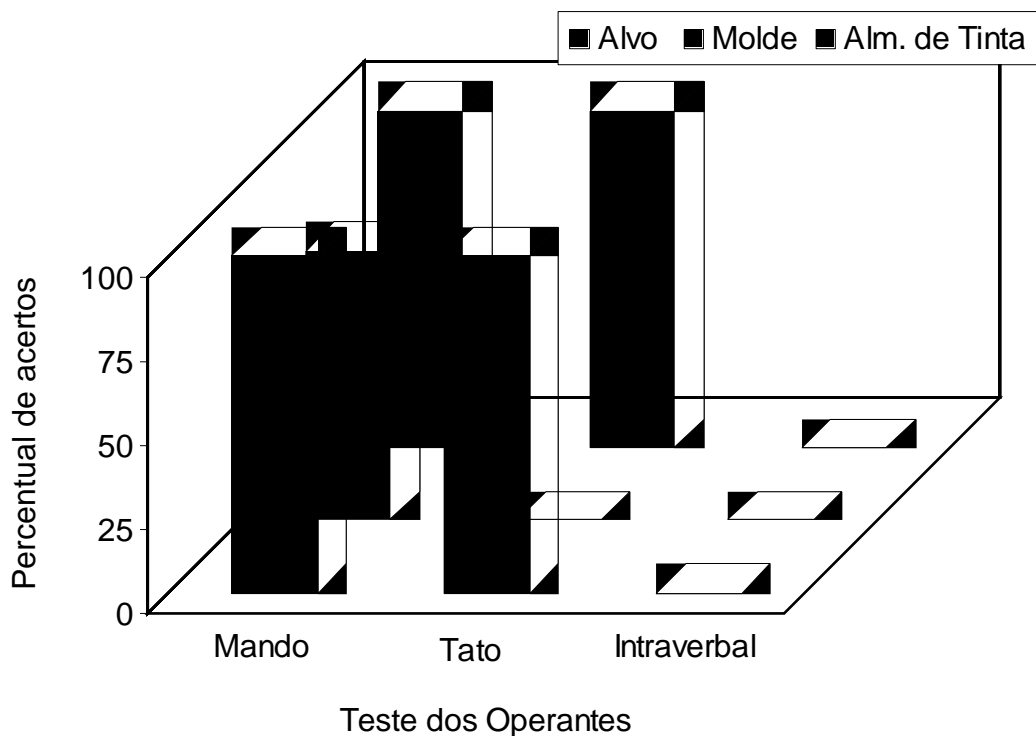 Alvo Molde Alm. de Tinta
Percentual de acertos
100
75
50
25
0
Mando Tato Intraverbal
Teste dos Operantes